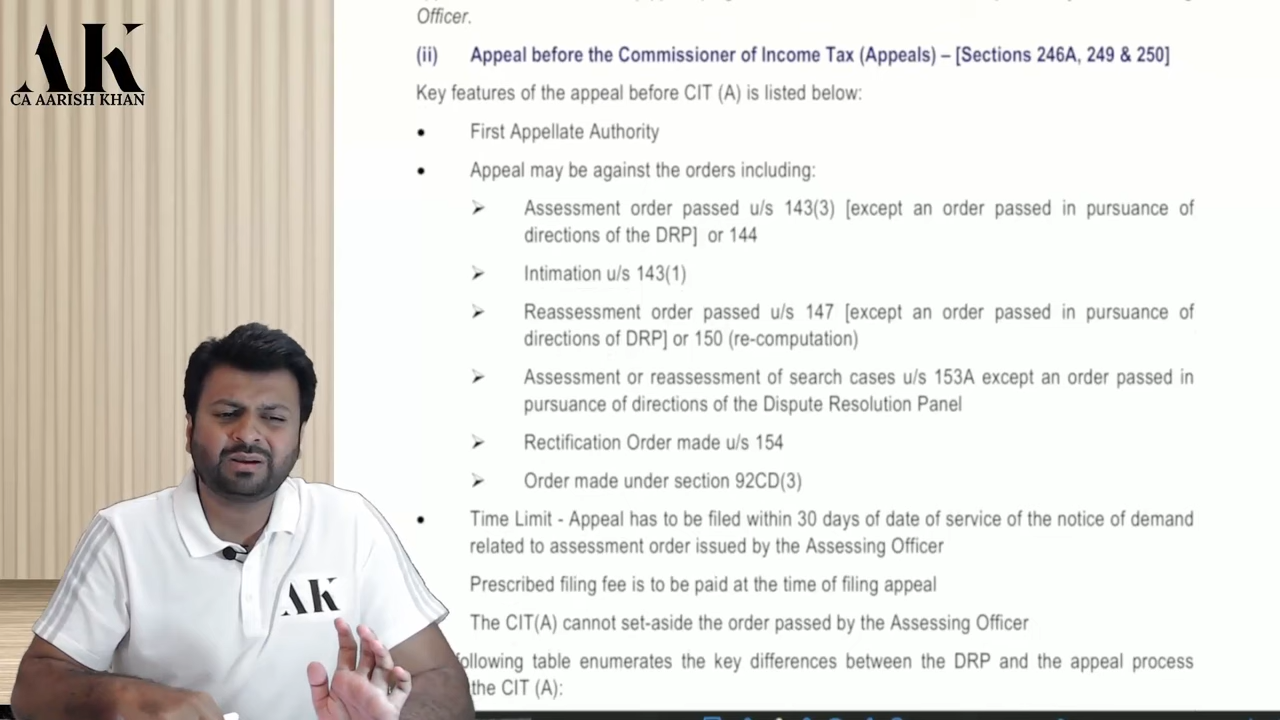 AK
CA AARISH KHAN
AK
Officer.
(ii) Appeal before the Commissioner of Income Tax (Appeals) – [Sections 246A, 249 & 250]
Key features of the appeal before CIT (A) is listed below:
• First Appellate Authority
• Appeal may be against the orders including:
➢ Assessment order passed u/s 143(3) [except an order passed in pursuance of
directions of the DRP] or 144
➢ Intimation u/s 143(1)
➢ Reassessment order passed u/s 147 [except an order passed in pursuance of
directions of DRP] or 150 (re-computation)
➢ Assessment or reassessment of search cases u/s 153A except an order passed in
pursuance of directions of the Dispute Resolution Panel
➢ Rectification Order made u/s 154
➢ Order made under section 92CD(3)
• Time Limit - Appeal has to be filed within 30 days of date of service of the notice of demand
related to assessment order issued by the Assessing Officer
Prescribed filing fee is to be paid at the time of filing appeal
The CIT(A) cannot set-aside the order passed by the Assessing Officer
following table enumerates the key differences between the DRP and the appeal process
the CIT (A):